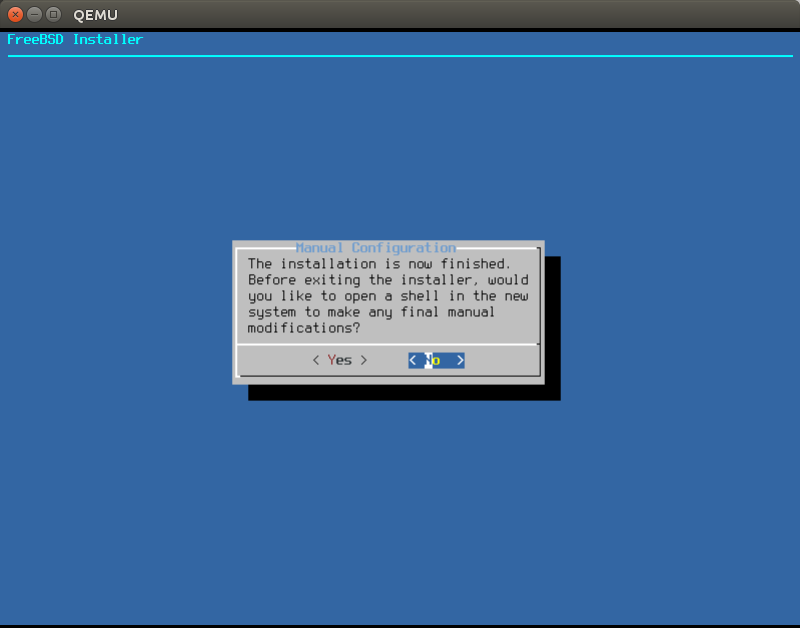 QEMU
FreeBSD Installer
Manual Configuration
The installation is now finished.
Before exiting the installer, would
you like to open a shell in the new
system to make any final manual
modifications?
< Yes > < No >